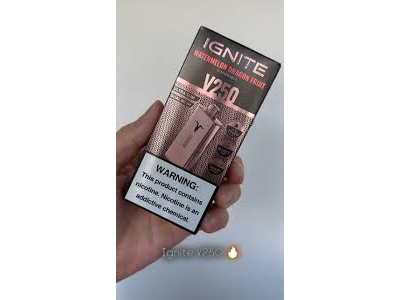 IGNITE
WATERMELON DRAGON FRUIT
V250
WARNING:
This product contains
nicotine. Nicotine is an
addictive chemical.
Ignite V250 🔥